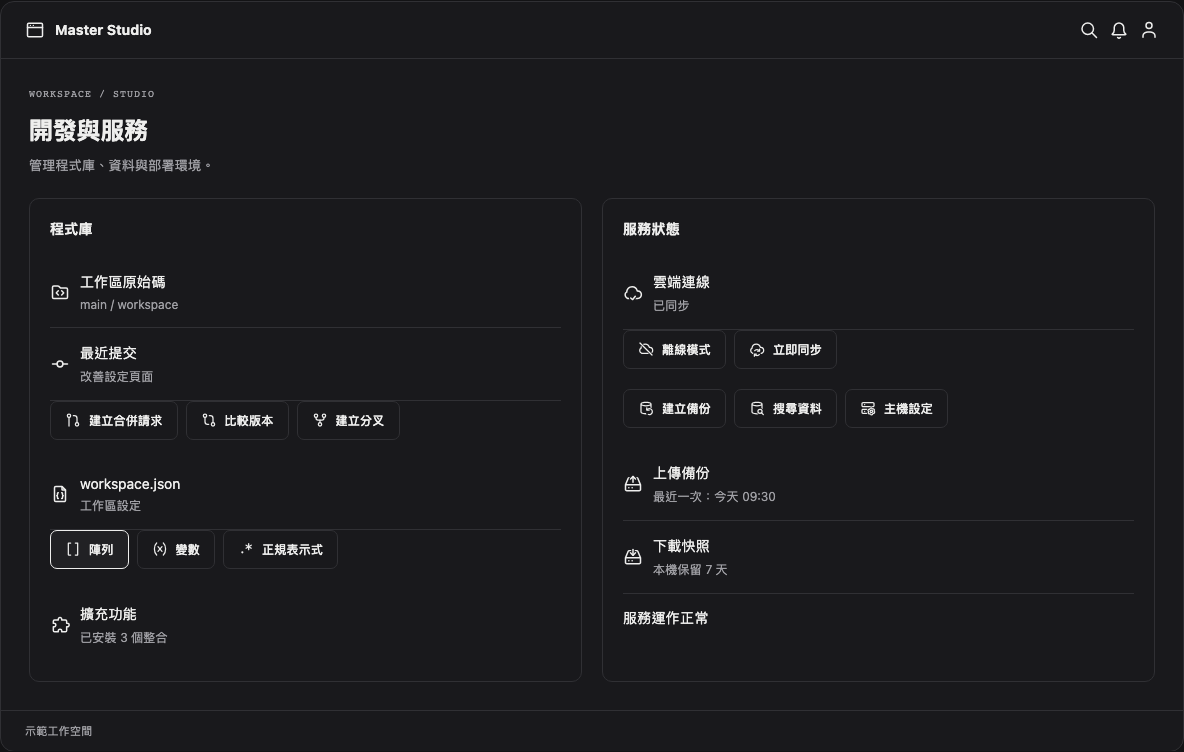 Master Studio
WORKSPACE / STUDIO
開發與服務
管理程式庫、資料與部署環境。
程式庫
工作區原始碼
main / workspace
最近提交
改善設定頁面
建立合併請求
比較版本
建立分叉
workspace.json
工作區設定
[ ] 陣列
(x) 變數
.* 正規表示式
擴充功能
已安裝 3 個整合
服務狀態
雲端連線
已同步
離線模式
立即同步
建立備份
搜尋資料
主機設定
上傳備份
最近一次：今天 09:30
下載快照
本機保留 7 天
服務運作正常
示範工作空間